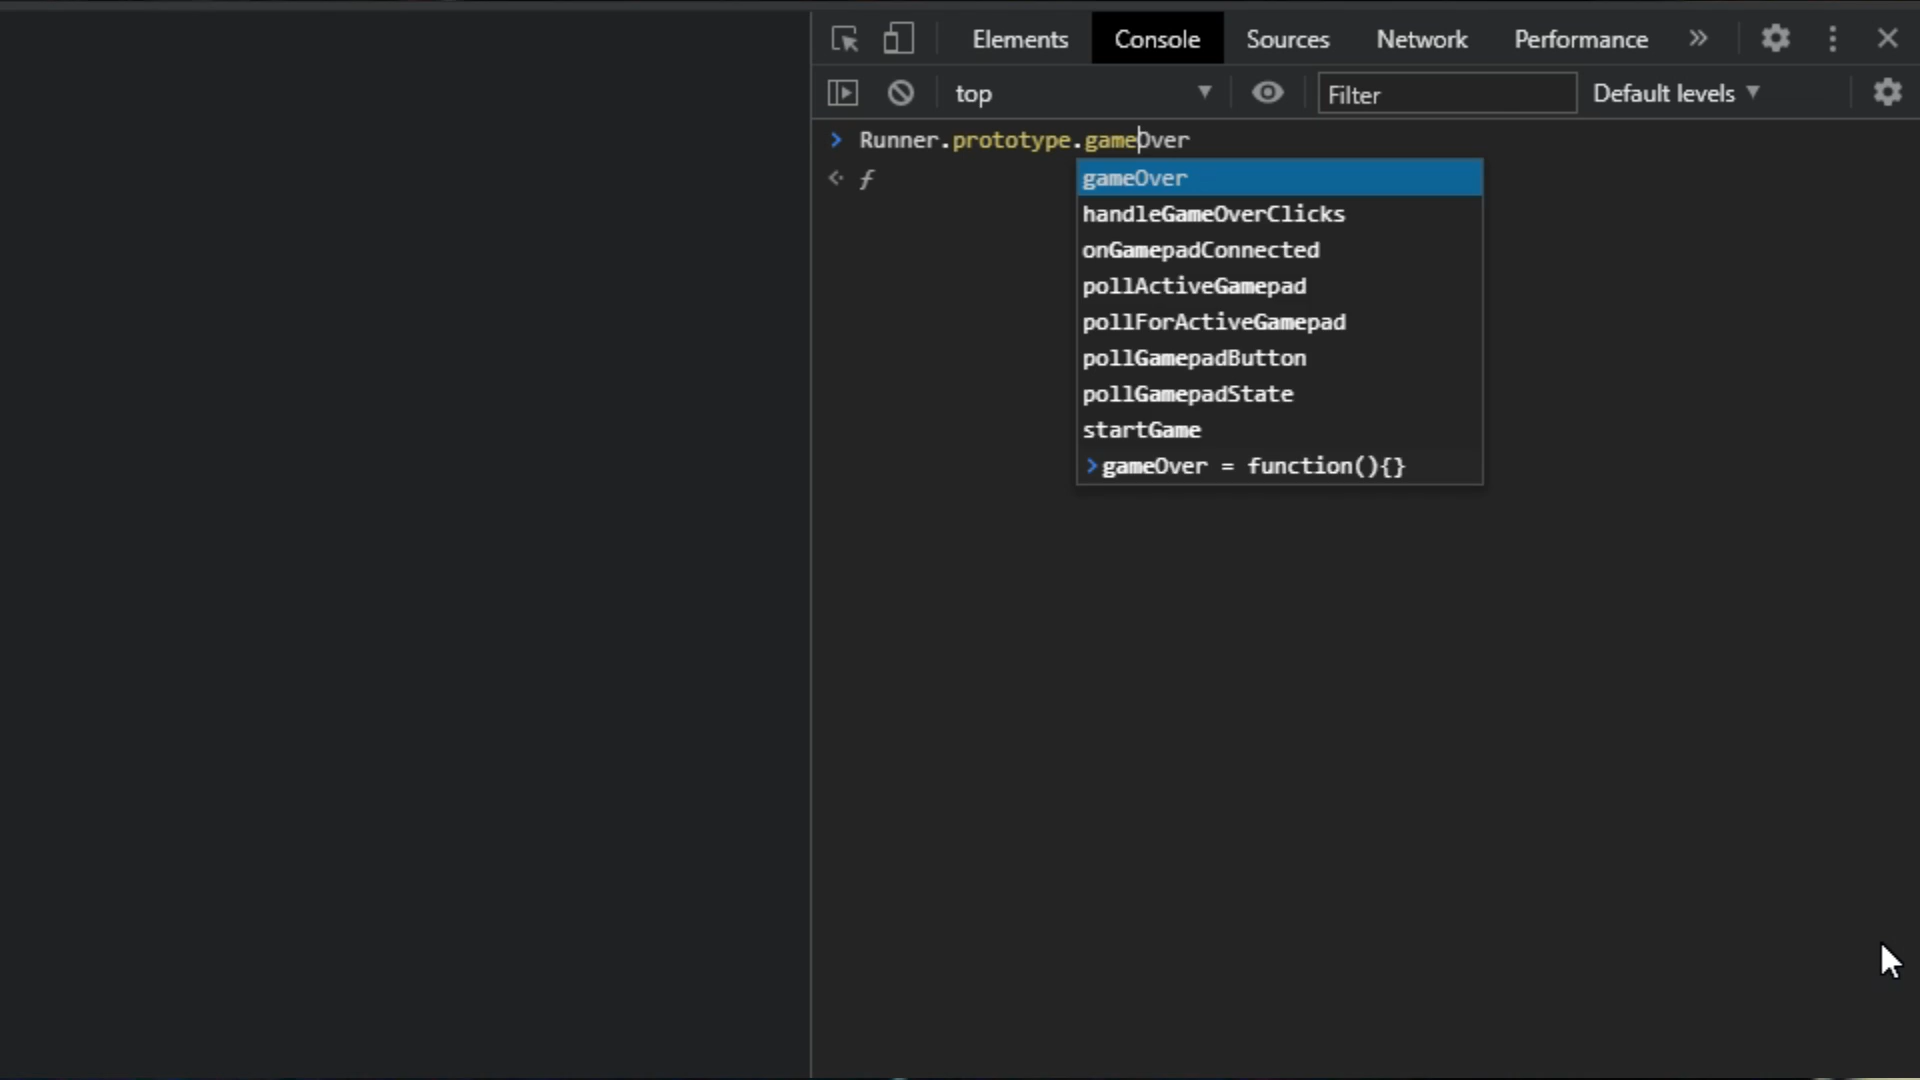 Elements Console Sources Network Performance »
top Filter Default levels
> Runner.prototype.gameOver
f
gameOver
handleGameOverClicks
onGamepadConnected
pollActiveGamepad
pollForActiveGamepad
pollGamepadButton
pollGamepadState
startGame
>gameOver = function(){}